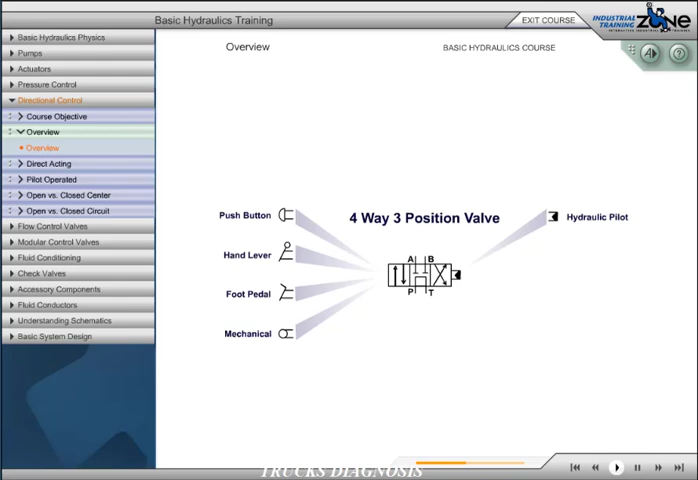 Basic Hydraulics Training
EXIT COURSE
INDUSTRIAL
TRAINING
ZONE
INTERACTIVE INDUSTRIAL TRAINING
Basic Hydraulics Physics
Pumps
Actuators
Pressure Control
Directional Control
Course Objective
Overview
Overview
Direct Acting
Pilot Operated
Open vs. Closed Center
Open vs. Closed Circuit
Flow Control Valves
Modular Control Valves
Fluid Conditioning
Check Valves
Accessory Components
Fluid Conductors
Understanding Schematics
Basic System Design
Overview
BASIC HYDRAULICS COURSE
A
?
Push Button
4 Way 3 Position Valve
Hydraulic Pilot
Hand Lever
A B
Foot Pedal
P T
Mechanical
TRUCKS DIAGNOSIS